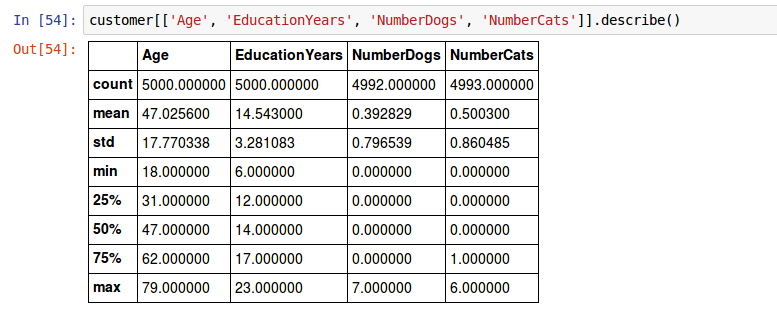 In [54]: customer[['Age', 'EducationYears', 'NumberDogs', 'NumberCats']].describe()
Out[54]:
Age EducationYears NumberDogs NumberCats
count 5000.000000 5000.000000 4992.000000 4993.000000
mean 47.025600 14.543000 0.392829 0.500300
std 17.770338 3.281083 0.796539 0.860485
min 18.000000 6.000000 0.000000 0.000000
25% 31.000000 12.000000 0.000000 0.000000
50% 47.000000 14.000000 0.000000 0.000000
75% 62.000000 17.000000 0.000000 1.000000
max 79.000000 23.000000 7.000000 6.000000